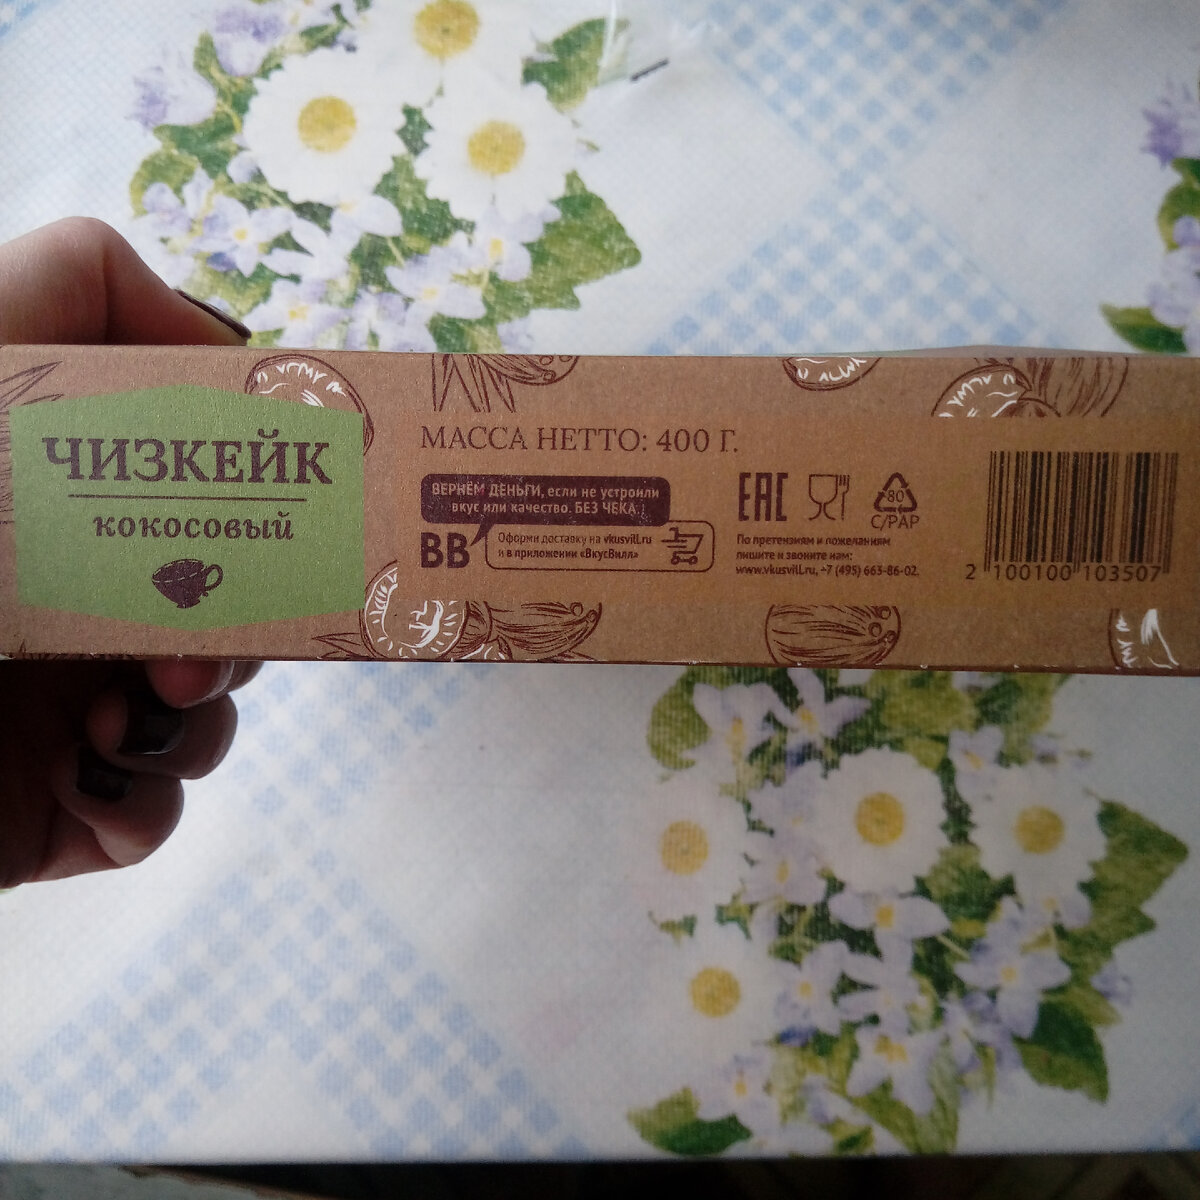 ЧИЗКЕЙК
кокосовый
МАССА НЕТТО: 400 Г.
ВЕРНЁМ ДЕНЬГИ, если не устроили
вкус или качество. БЕЗ ЧЕКА.
ВВ
Оформи доставку на vkusvill.ru
и в приложении «ВкусВилл»
EAC
80
C/PAP
По претензиям и пожеланиям
пишите и звоните нам:
www.vkusvill.ru, +7 (495) 663-86-02.
2 100100 103507